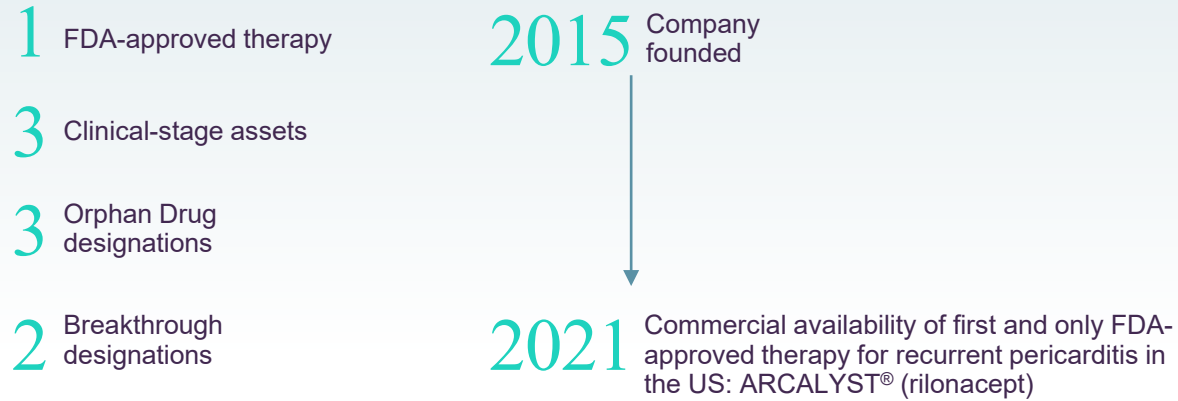 1 FDA-approved therapy
3 Clinical-stage assets
3 Orphan Drug
designations
2 Breakthrough
designations
2015 Company
founded
2021 Commercial availability of first and only FDA-
approved therapy for recurrent pericarditis in
the US: ARCALYST® (rilonacept)